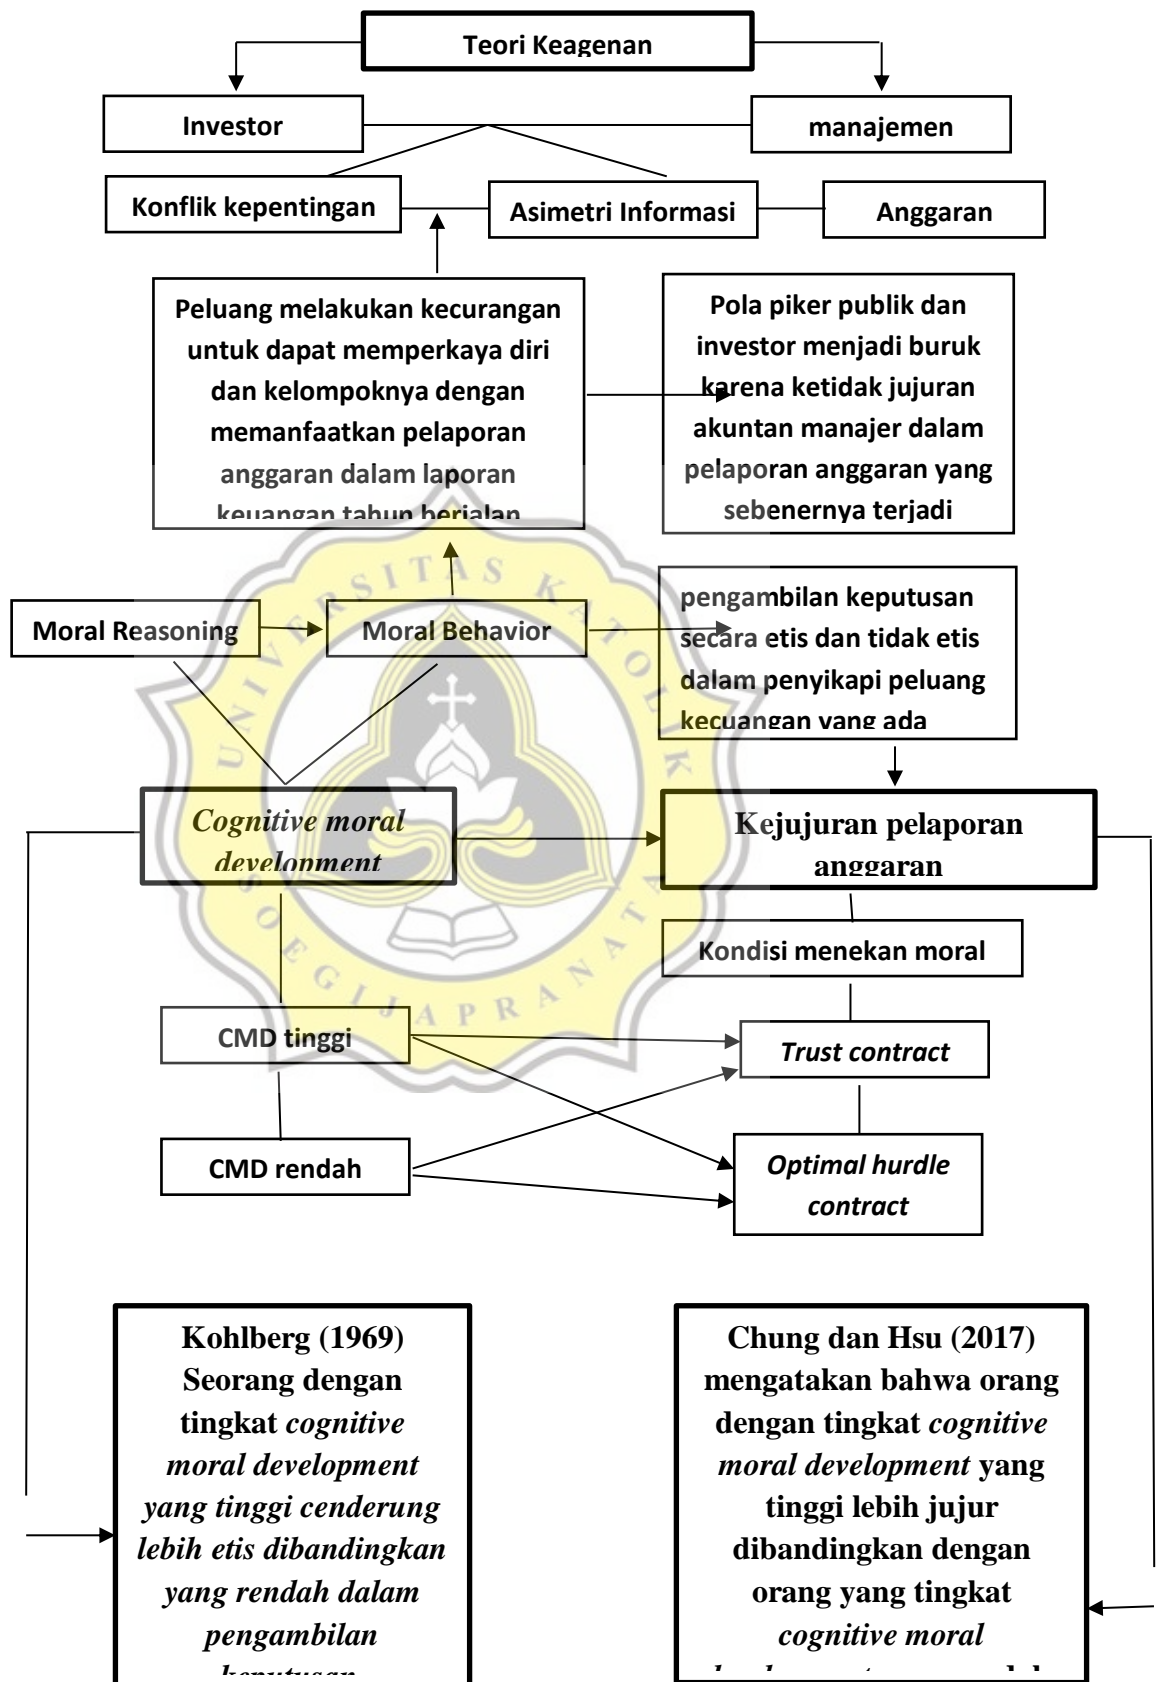 Teori Keagenan
Investor
manajemen
Konflik kepentingan
Asimetri Informasi
Anggaran
Peluang melakukan kecurangan
untuk dapat memperkaya diri
dan kelompoknya dengan
memanfaatkan pelaporan
anggaran dalam laporan
keuangan tahun berjalan
Pola piker publik dan
investor menjadi buruk
karena ketidak jujuran
akuntan manajer dalam
pelaporan anggaran yang
sebenernya terjadi
Moral Reasoning
Moral Behavior
pengambilan keputusan
secara etis dan tidak etis
dalam penyikapi peluang
kecuangan yang ada
Cognitive moral
development
Kejujuran pelaporan
anggaran
Kondisi menekan moral
CMD tinggi
Trust contract
CMD rendah
Optimal hurdle
contract
Kohlberg (1969)
Seorang dengan
tingkat cognitive
moral development
yang tinggi cenderung
lebih etis dibandingkan
yang rendah dalam
pengambilan
keputusan
Chung dan Hsu (2017)
mengatakan bahwa orang
dengan tingkat cognitive
moral development yang
tinggi lebih jujur
dibandingkan dengan
orang yang tingkat
cognitive moral
UNIVERSITAS KATOLIK
SOEGIJAPRANATA